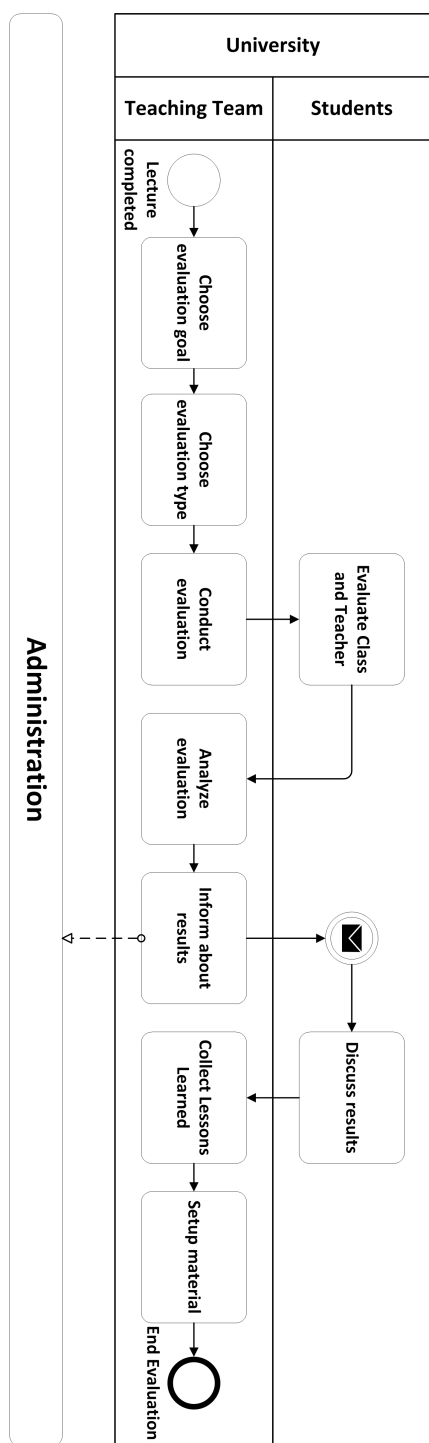 University
Teaching Team
Students
Lecture
completed
Choose
evaluation goal
Choose
evaluation type
Conduct
evaluation
Evaluate Class
and Teacher
Analyze
evaluation
Inform about
results
Discuss results
Collect Lessons
Learned
Setup material
End Evaluation
Administration